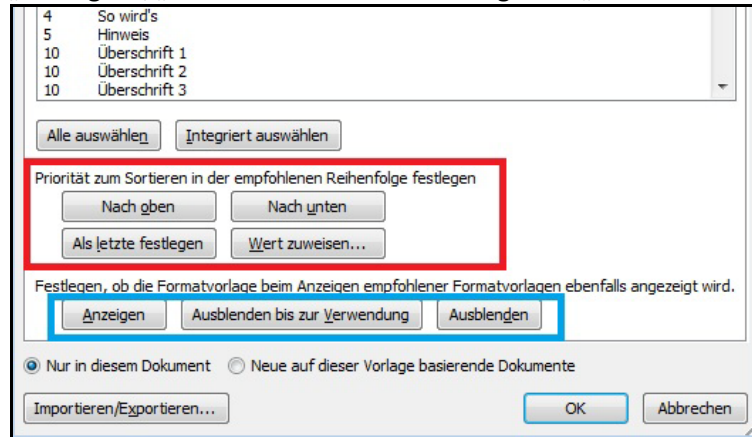 4 So wird's
5 Hinweis
10 Überschrift 1
10 Überschrift 2
10 Überschrift 3
Alle auswählen Integriert auswählen
Priorität zum Sortieren in der empfohlenen Reihenfolge festlegen
Nach oben Nach unten
Als letzte festlegen Wert zuweisen...
Festlegen, ob die Formatvorlage beim Anzeigen empfohlener Formatvorlagen ebenfalls angezeigt wird.
Anzeigen Ausblenden bis zur Verwendung Ausblenden
Nur in diesem Dokument Neue auf dieser Vorlage basierende Dokumente
Importieren/Exportieren... OK Abbrechen